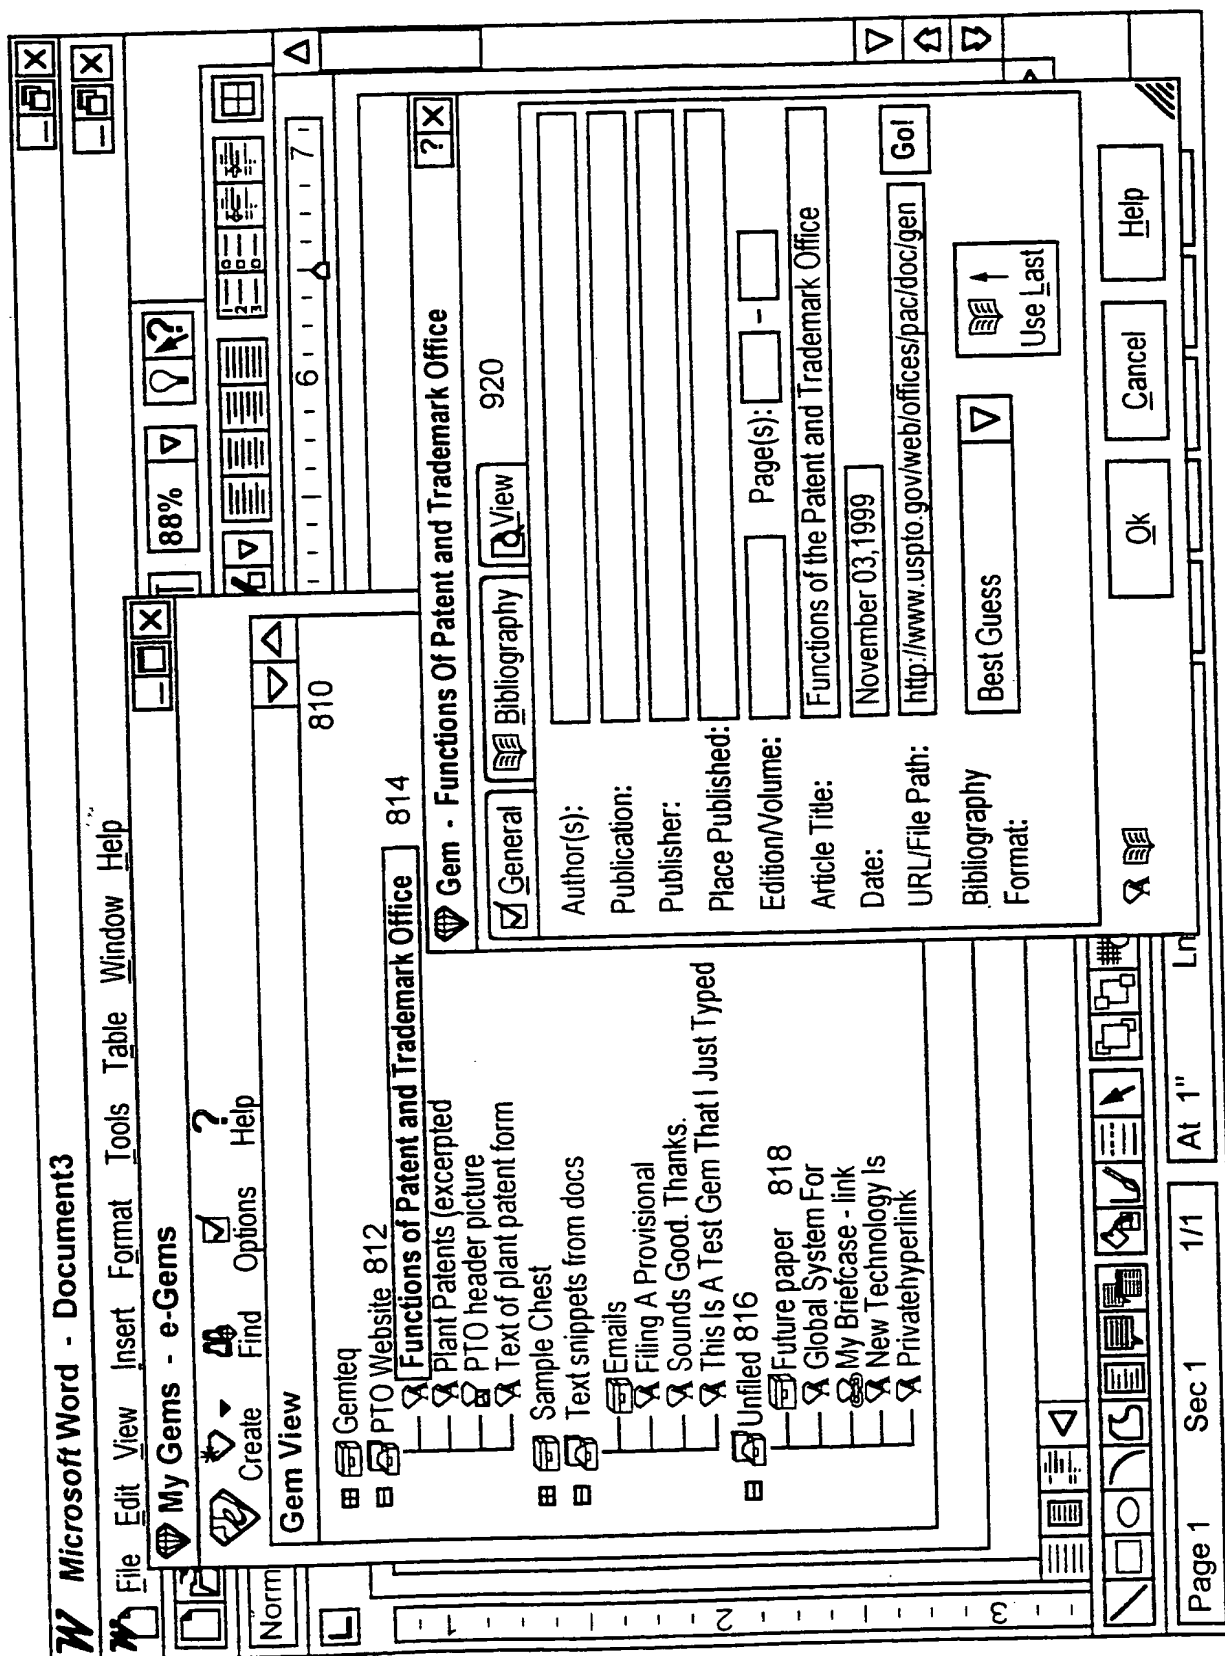 W Microsoft Word - Document3
File Edit View Insert Format Tools Table Window Help
88%
Norm
My Gems - e-Gems
Create Find Options Help
Gem View
810
Gemteq
PTO Website 812
Functions of Patent and Trademark Office 814
Plant Patents (excerpted
PTO header picture
Text of plant patent form
Sample Chest
Text snippets from docs
Emails
Filing A Provisional
Sounds Good. Thanks.
This Is A Test Gem That I Just Typed
Unfiled 816
Future paper 818
Global System For
My Briefcase - link
New Technology Is
Privatehyperlink
6 7
1
2
3
Gem - Functions Of Patent and Trademark Office
General Bibliography View 920
Author(s):
Publication:
Publisher:
Place Published:
Edition/Volume: Page(s): -
Article Title: Functions of the Patent and Trademark Office
Date: November 03,1999
URL/File Path: http://www.uspto.gov/web/offices/pac/doc/gen Go!
Bibliography
Format: Best Guess Use Last
Ok Cancel Help
Page 1 Sec 1 1/1 At 1" Ln